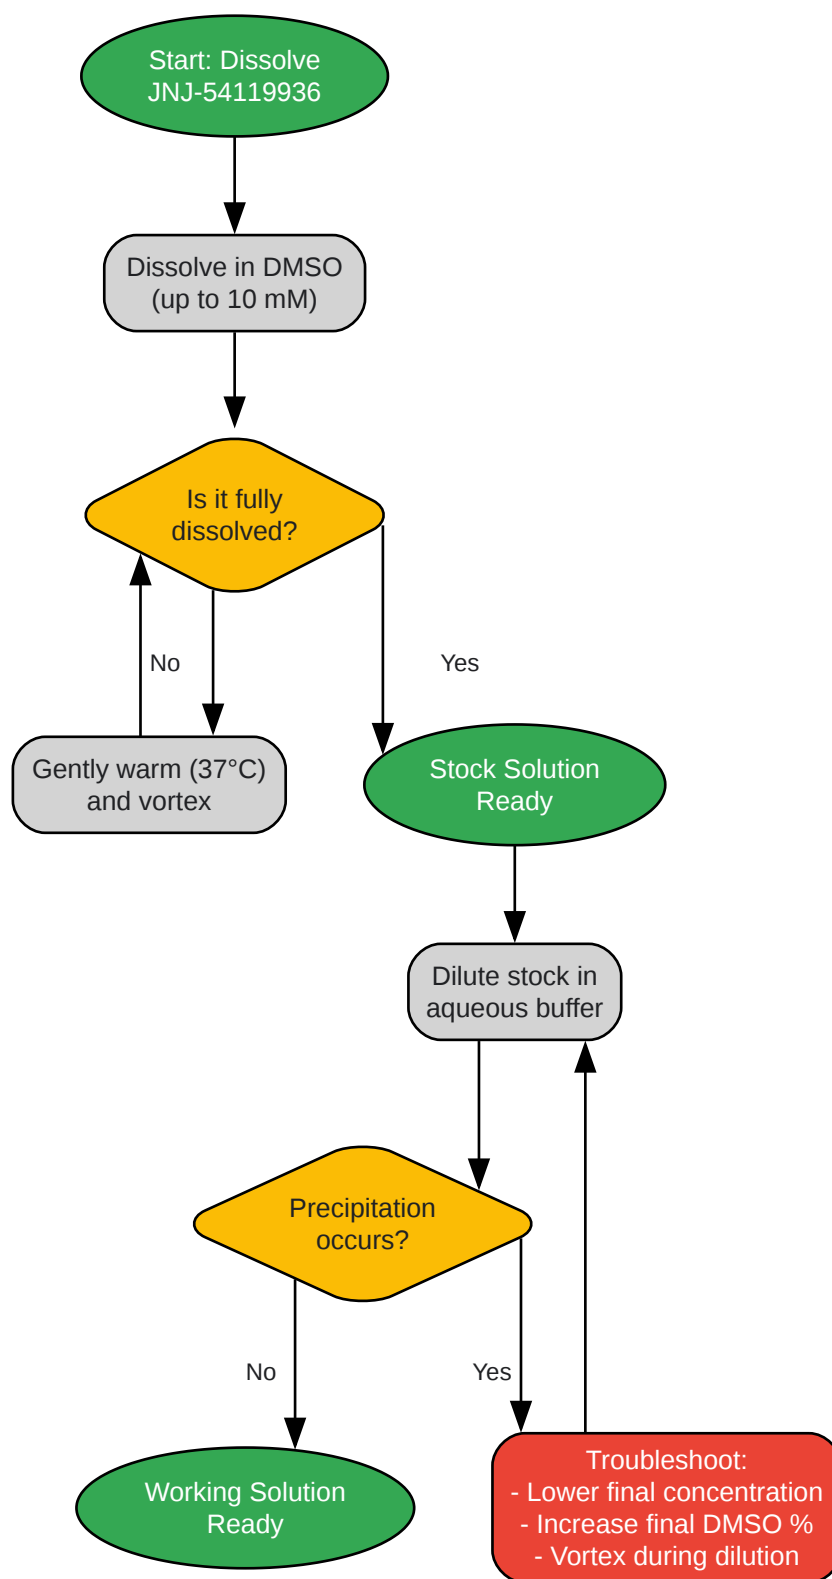 Start: Dissolve
JNJ-54119936
Dissolve in DMSO
(up to 10 mM)
Is it fully
dissolved?
No
Yes
Gently warm (37°C)
and vortex
Stock Solution
Ready
Dilute stock in
aqueous buffer
Precipitation
occurs?
No
Yes
Working Solution
Ready
Troubleshoot:
- Lower final concentration
- Increase final DMSO %
- Vortex during dilution